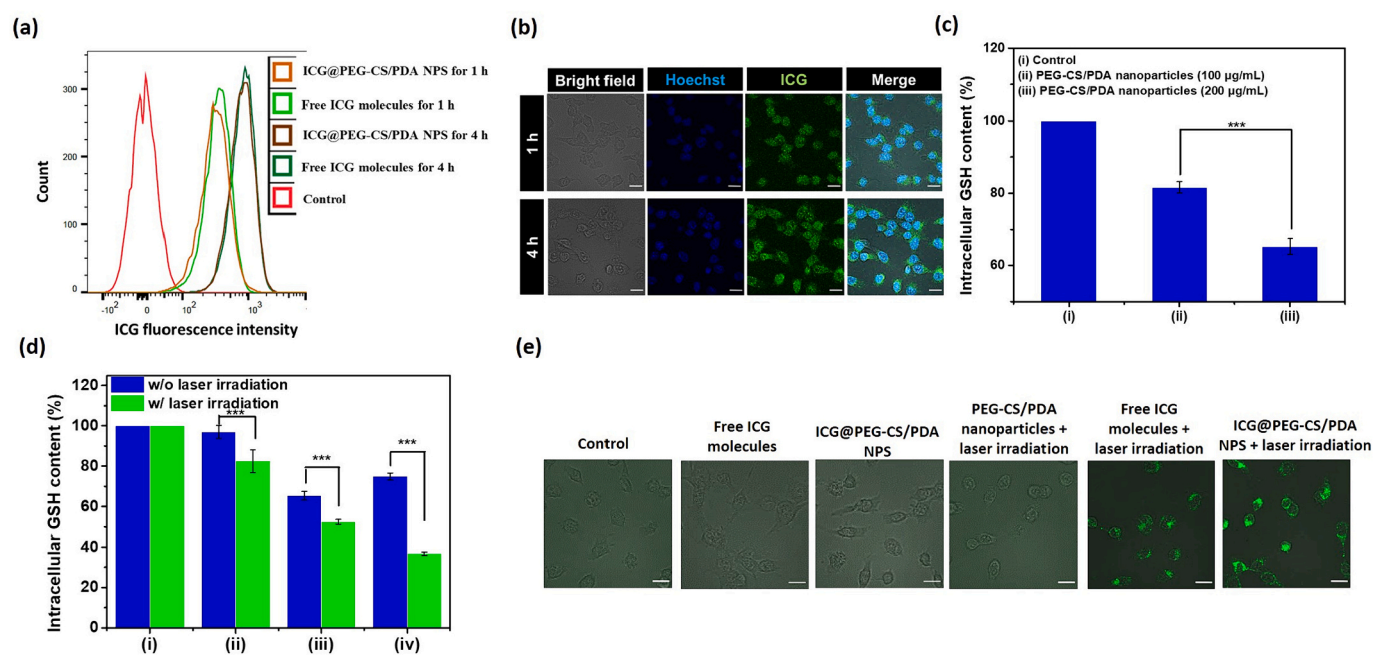 (a)
Count
300
200
100
0
-10²
0
10²
10³
ICG fluorescence intensity
ICG@PEG-CS/PDA NPS for 1 h
Free ICG molecules for 1 h
ICG@PEG-CS/PDA NPS for 4 h
Free ICG molecules for 4 h
Control
(b)
Bright field
Hoechst
ICG
Merge
1 h
4 h
(c)
Intracellular GSH content (%)
120
100
80
60
(i) Control
(ii) PEG-CS/PDA nanoparticles (100 µg/mL)
(iii) PEG-CS/PDA nanoparticles (200 µg/mL)
***
(i)
(ii)
(iii)
(d)
Intracellular GSH content (%)
120
100
80
60
40
20
0
w/o laser irradiation
w/ laser irradiation
***
***
***
(i)
(ii)
(iii)
(iv)
(e)
Control
Free ICG
molecules
ICG@PEG-CS/PDA
NPS
PEG-CS/PDA
nanoparticles +
laser irradiation
Free ICG
molecules +
laser irradiation
ICG@PEG-CS/PDA
NPS + laser irradiation